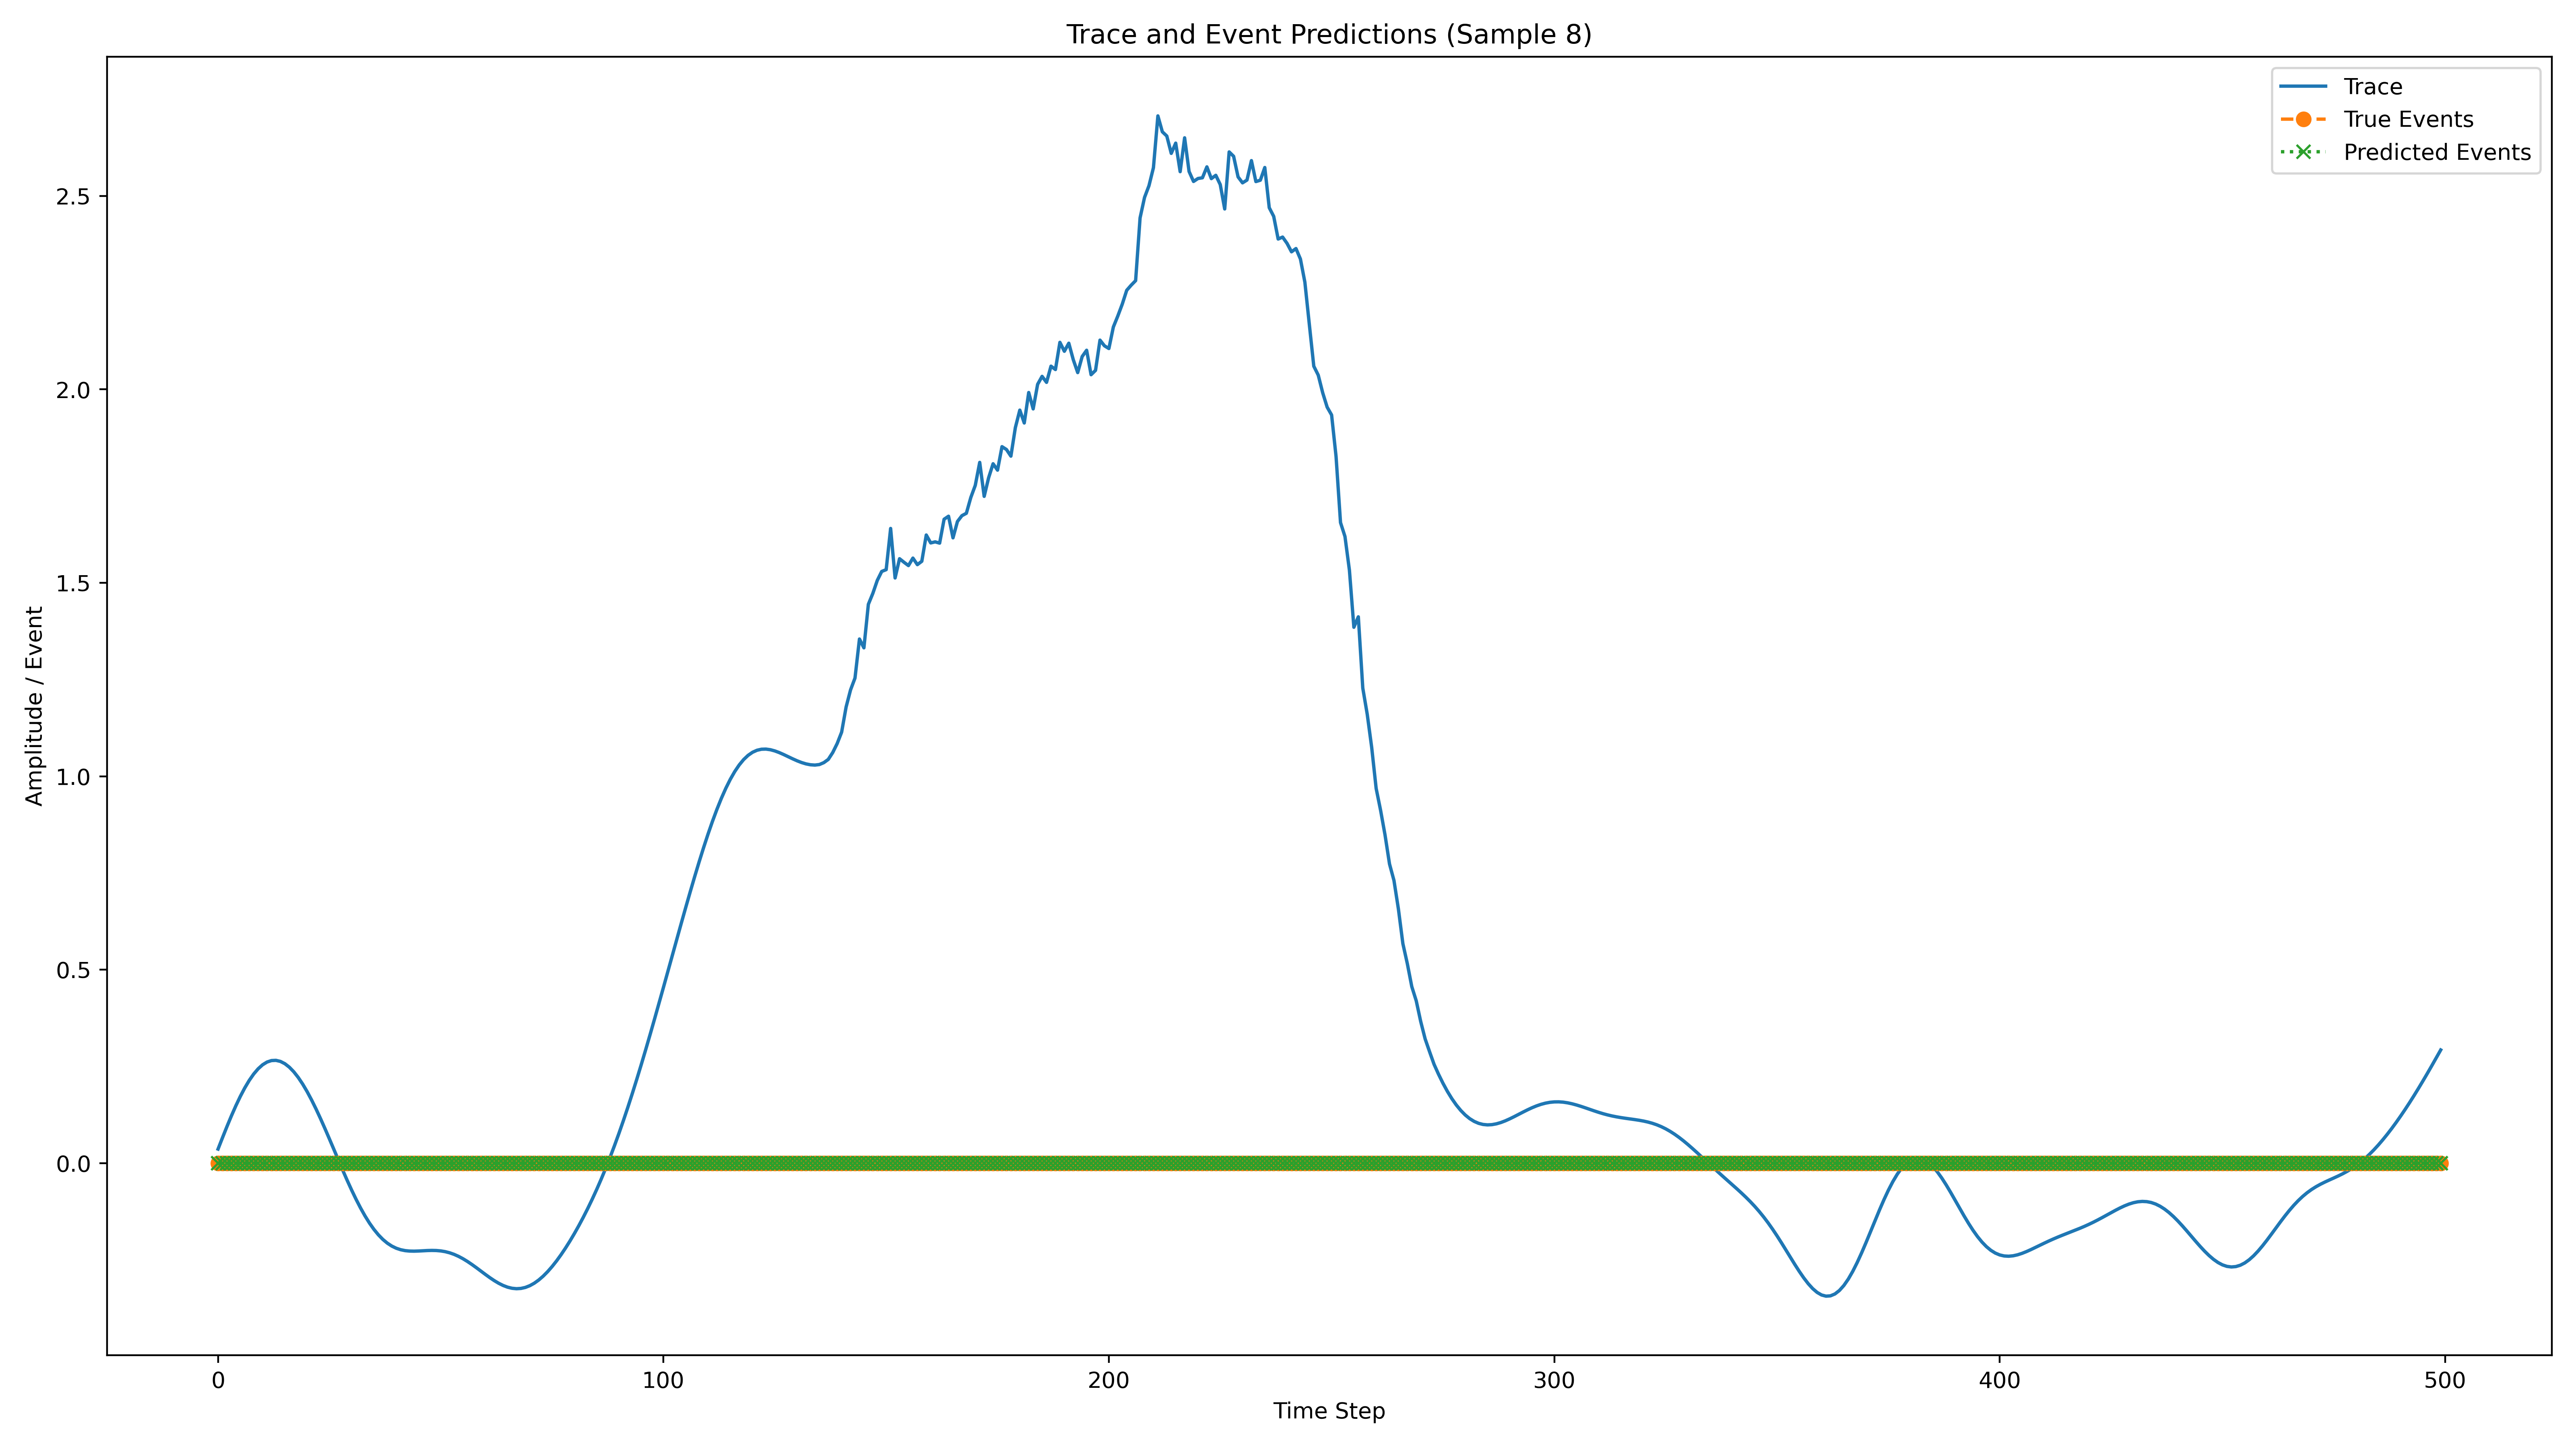 Trace and Event Predictions (Sample 8)
Trace
True Events
Predicted Events
Amplitude / Event
2.5
2.0
1.5
1.0
0.5
0.0
0
100
200
300
400
500
Time Step